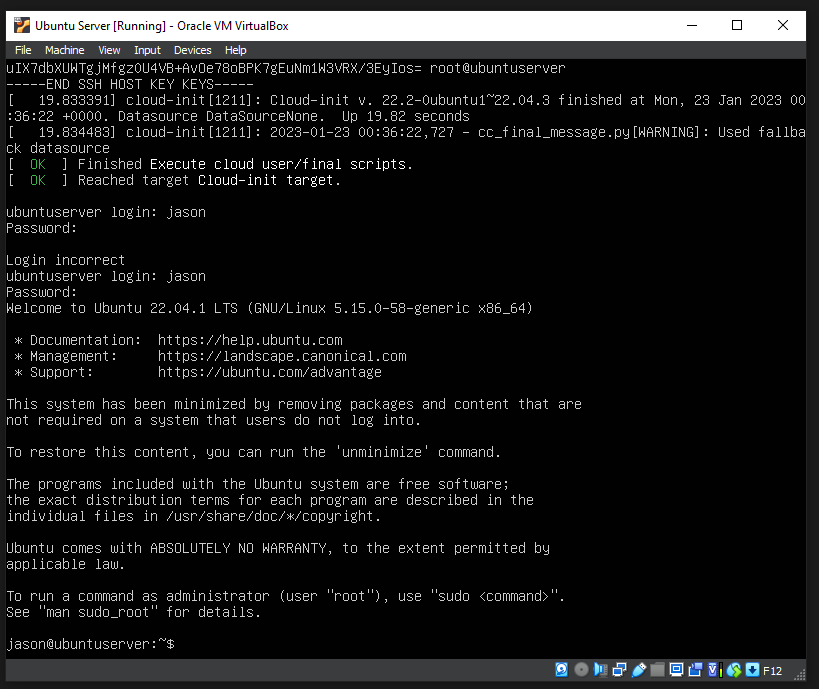 Ubuntu Server [Running] - Oracle VM VirtualBox
File Machine View Input Devices Help
uIX7dbXUWTgjMfgz0U4VB+AvOe78oBPK7gEuNm1W3VRX/3EyIos= root@ubuntuserver
-----END SSH HOST KEY KEYS-----
[   19.833391] cloud-init[1211]: Cloud-init v. 22.2-0ubuntu1~22.04.3 finished at Mon, 23 Jan 2023 00
:36:22 +0000. Datasource DataSourceNone.  Up 19.82 seconds
[   19.834483] cloud-init[1211]: 2023-01-23 00:36:22,727 - cc_final_message.py[WARNING]: Used fallba
ck datasource
[  OK  ] Finished Execute cloud user/final scripts.
[  OK  ] Reached target Cloud-init target.
ubuntuserver login: jason
Password:
Login incorrect
ubuntuserver login: jason
Password:
Welcome to Ubuntu 22.04.1 LTS (GNU/Linux 5.15.0-58-generic x86_64)
* Documentation:  https://help.ubuntu.com
* Management:     https://landscape.canonical.com
* Support:        https://ubuntu.com/advantage
This system has been minimized by removing packages and content that are
not required on a system that users do not log into.
To restore this content, you can run the 'unminimize' command.
The programs included with the Ubuntu system are free software;
the exact distribution terms for each program are described in the
individual files in /usr/share/doc/*/copyright.
Ubuntu comes with ABSOLUTELY NO WARRANTY, to the extent permitted by
applicable law.
To run a command as administrator (user "root"), use "sudo <command>".
See "man sudo_root" for details.
jason@ubuntuserver:~$
F12